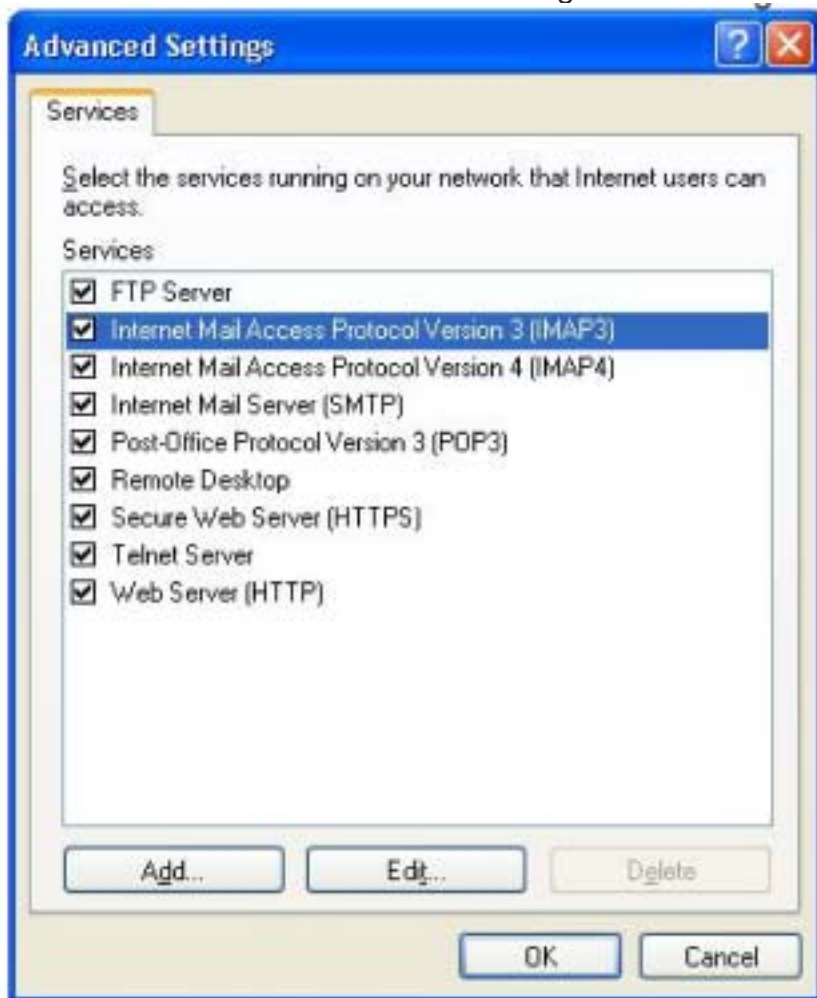 Advanced Settings
Services
Select the services running on your network that Internet users can
access.
Services
FTP Server
Internet Mail Access Protocol Version 3 (IMAP3)
Internet Mail Access Protocol Version 4 (IMAP4)
Internet Mail Server (SMTP)
Post-Office Protocol Version 3 (POP3)
Remote Desktop
Secure Web Server (HTTPS)
Telnet Server
Web Server (HTTP)
Add... Edit... Delete
OK Cancel